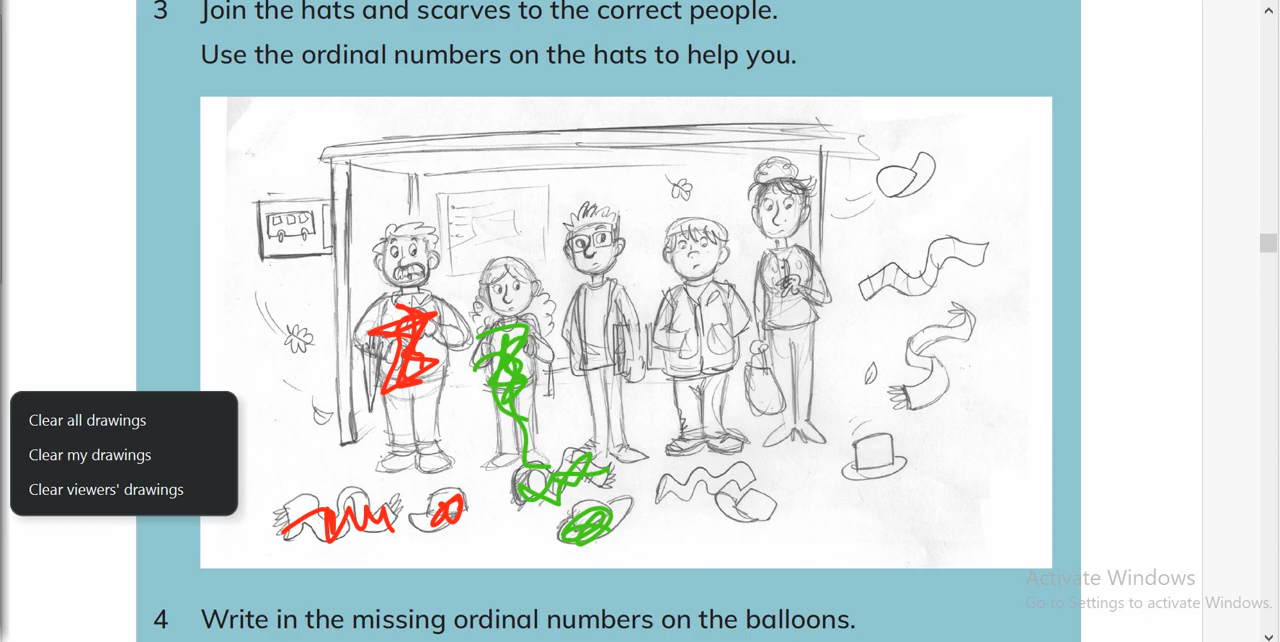 3 Join the hats and scarves to the correct people.
Use the ordinal numbers on the hats to help you.
Clear all drawings
Clear my drawings
Clear viewers' drawings
Activate Windows
Go to Settings to activate Windows.
4 Write in the missing ordinal numbers on the balloons.